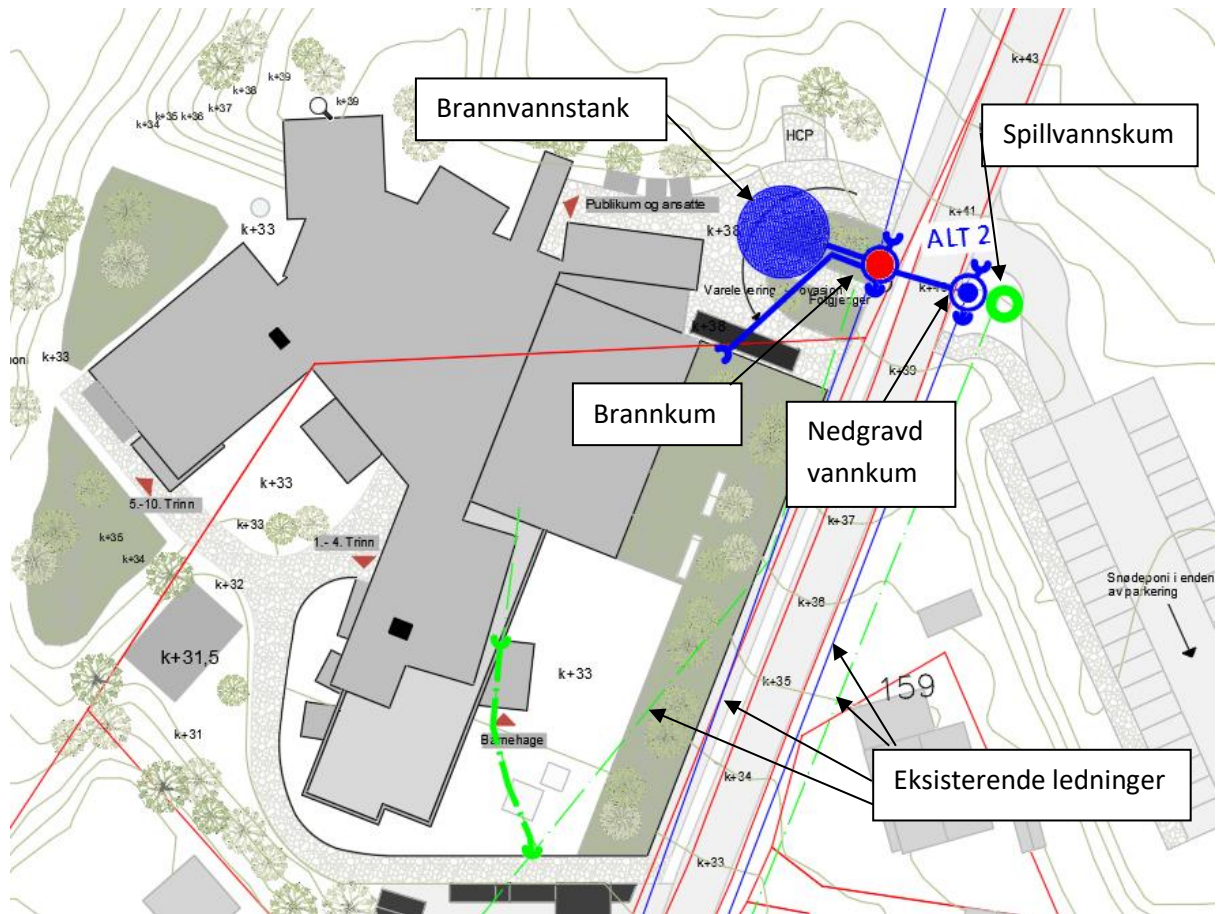 k+43
k+39
k+39
k+38
k+37
k+36
k+35
k+34
Brannvannstank
Spillvannskum
HCP
Publikum og ansatte
k+41
k+33
k+38
ALT 2
Varelevering
Fotgjenger
k+38
k+33
k+39
Brannkum
Nedgravd
vannkum
k+33
5.-10. Trinn
k+33
k+37
k+35
k+34
1.- 4. Trinn
k+32
Snødeponi i enden
av parkering
k+36
k+31,5
k+33
k+35
159
k+31
Barnehage
Eksisterende ledninger
k+34
k+33